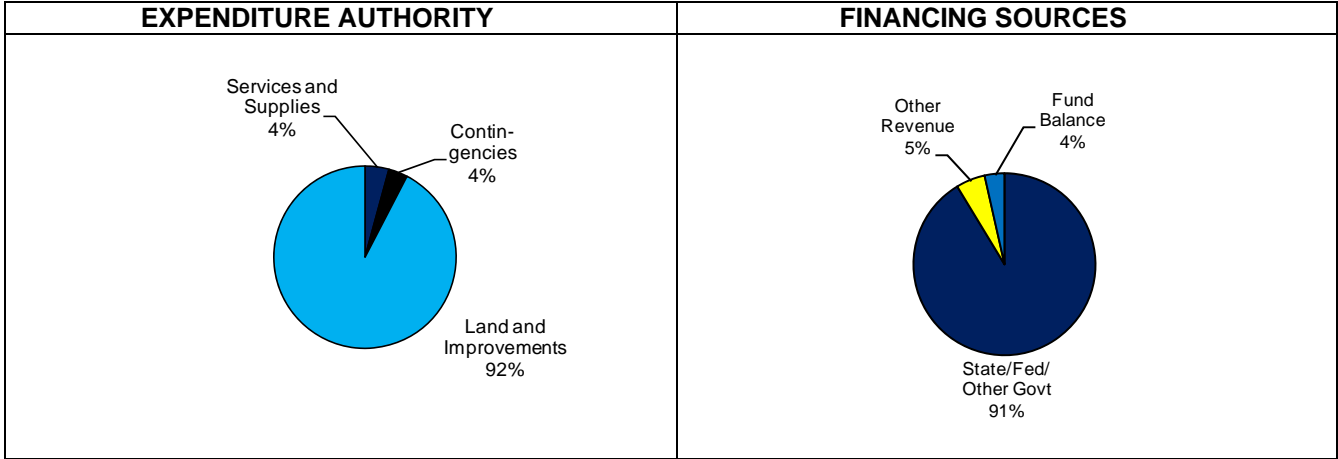 EXPENDITURE AUTHORITY
Services and
Supplies
4%
Contin-
gencies
4%
Land and
Improvements
92%
FINANCING SOURCES
Other
Revenue
5%
Fund
Balance
4%
State/Fed/
Other Govt
91%